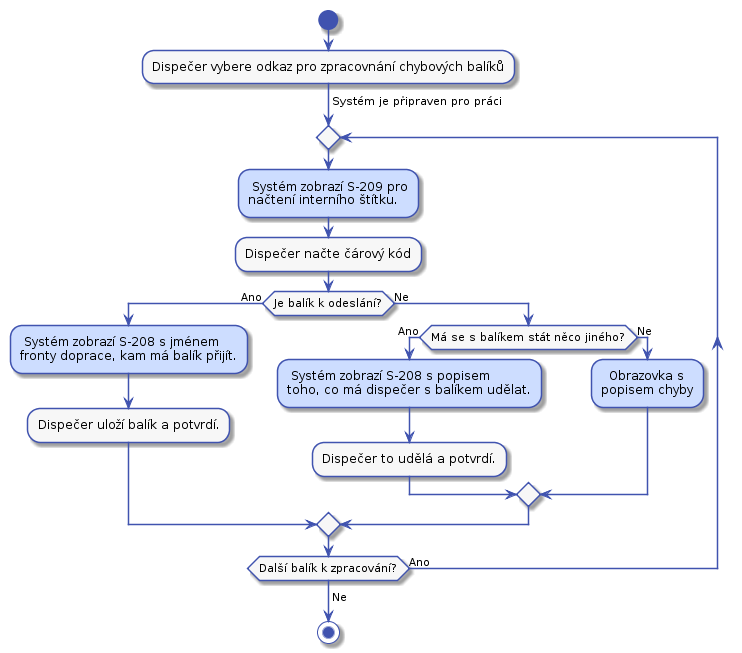 Dispečer vybere odkaz pro zpracovnání chybových balíků
Systém je připraven pro práci
Systém zobrazí S-209 pro
načtení interního štítku.
Dispečer načte čárový kód
Ano
Je balík k odeslání?
Ne
Systém zobrazí S-208 s jménem
fronty doprace, kam má balík přijít.
Dispečer uloží balík a potvrdí.
Ano
Má se s balíkem stát něco jiného?
Ne
Systém zobrazí S-208 s popisem
toho, co má dispečer s balíkem udělat.
Dispečer to udělá a potvrdí.
Obrazovka s
popisem chyby
Další balík k zpracování?
Ano
Ne